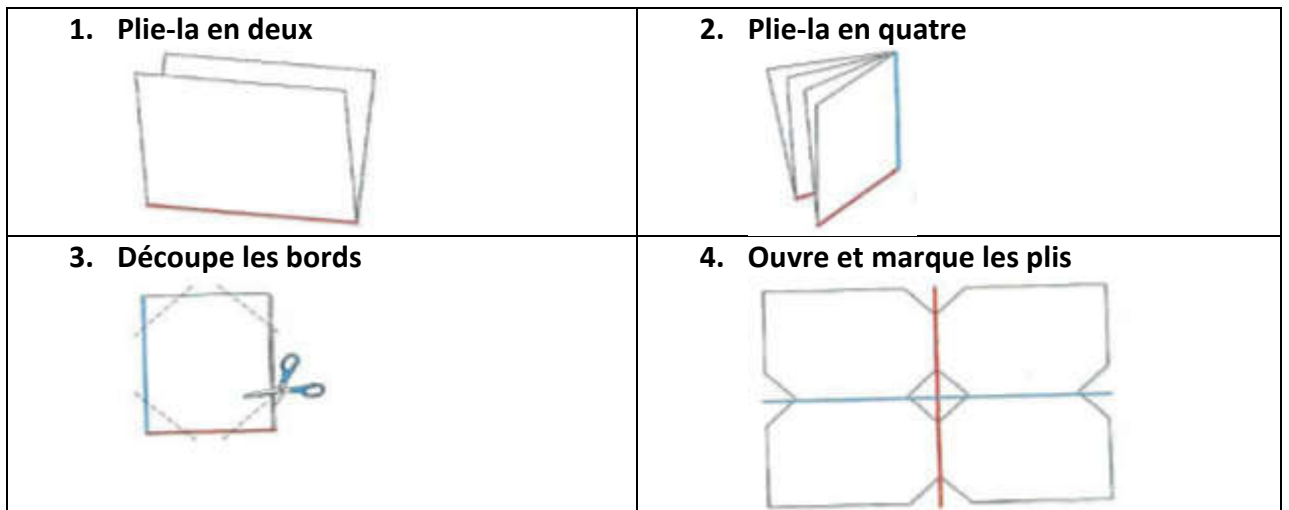 1. Plie-la en deux
2. Plie-la en quatre
3. Découpe les bords
4. Ouvre et marque les plis